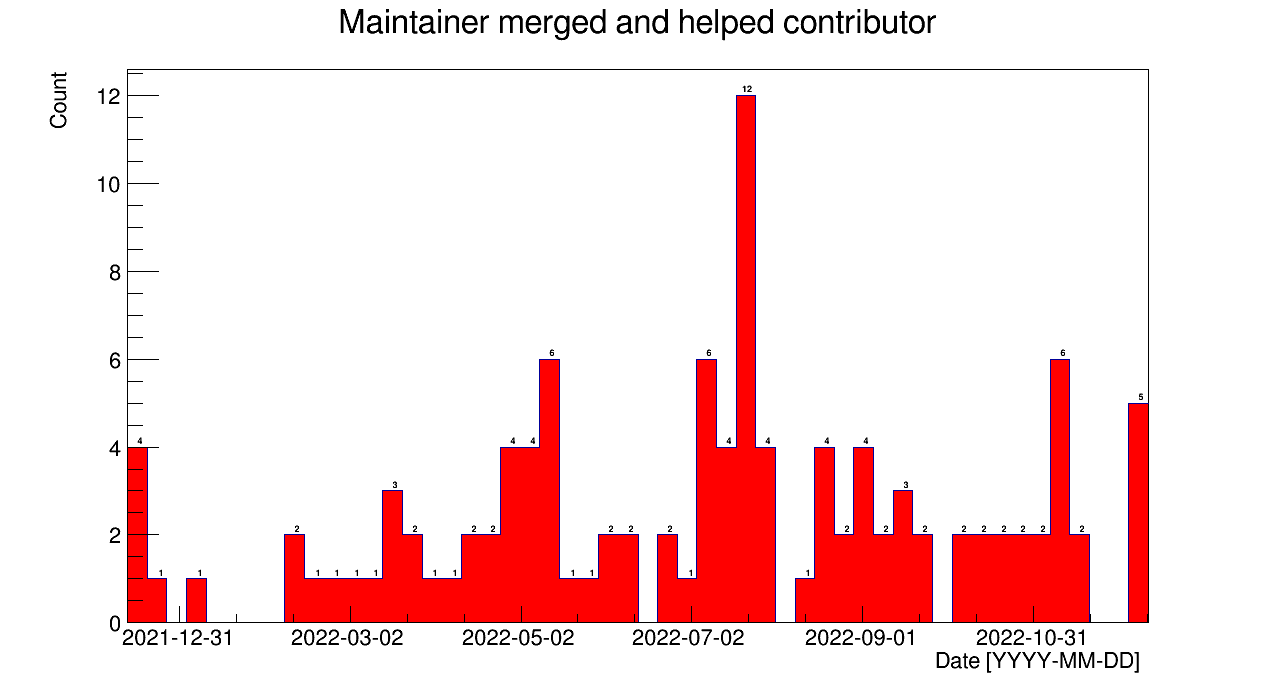 Maintainer merged and helped contributor
Count
12
10
8
6
4
2
0
12
6 6 6
5
4 4 4 4 4 4 4
3 3
2 2 2 2 2 2 2 2 2 2 2 2 2 2 2 2 2
1 1 1 1 1 1 1 1 1 1 1 1
2021-12-31 2022-03-02 2022-05-02 2022-07-02 2022-09-01 2022-10-31
Date [YYYY-MM-DD]